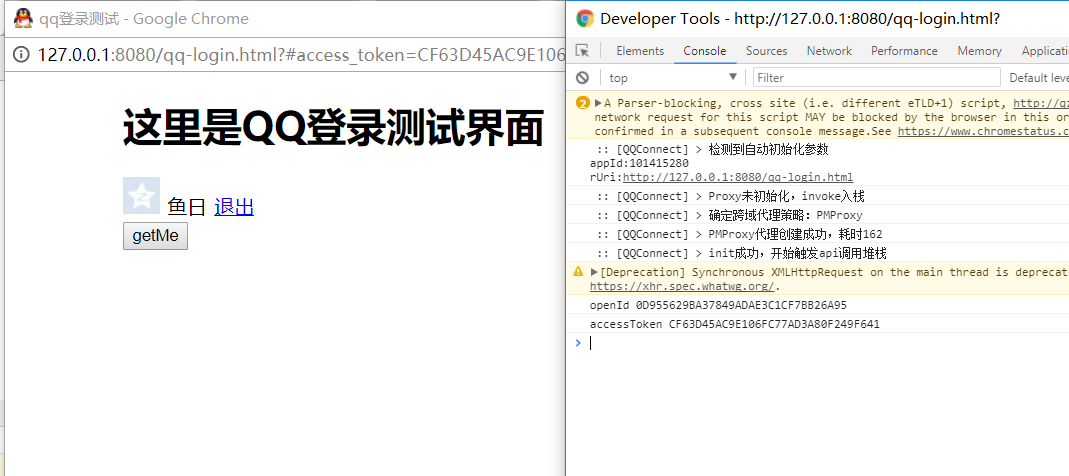 qq登录测试 - Google Chrome
127.0.0.1:8080/qq-login.html?#access_token=CF63D45AC9E106
这里是QQ登录测试界面
鱼日 退出
getMe
Developer Tools - http://127.0.0.1:8080/qq-login.html?
Elements Console Sources Network Performance Memory Applicati
top Filter Default leve
2 A Parser-blocking, cross site (i.e. different eTLD+1) script, http://qz
network request for this script MAY be blocked by the browser in this or
confirmed in a subsequent console message.See https://www.chromestatus.c
:: [QQConnect] > 检测到自动初始化参数
appId:101415280
rUri:http://127.0.0.1:8080/qq-login.html
:: [QQConnect] > Proxy未初始化，invoke入栈
:: [QQConnect] > 确定跨域代理策略：PMProxy
:: [QQConnect] > PMProxy代理创建成功，耗时162
:: [QQConnect] > init成功，开始触发api调用堆栈
[Deprecation] Synchronous XMLHttpRequest on the main thread is deprecat
https://xhr.spec.whatwg.org/.
openId 0D955629BA37849ADAE3C1CF7BB26A95
accessToken CF63D45AC9E106FC77AD3A80F249F641